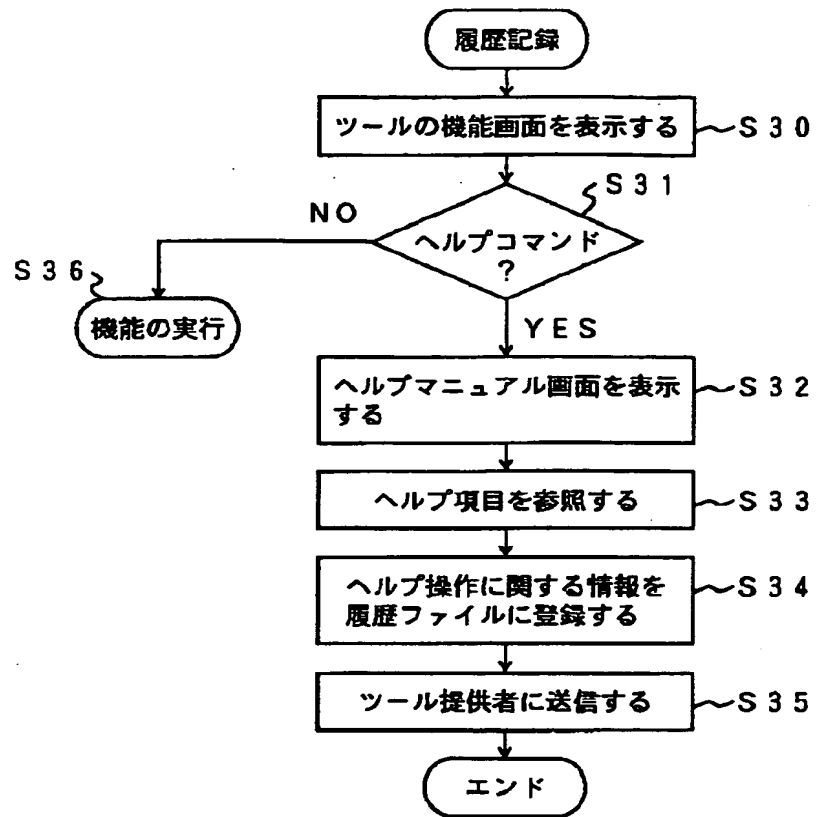 履歴記録
ツールの機能画面を表示する
S30
S31
ヘルプコマンド
?
NO
S36
機能の実行
YES
ヘルプマニュアル画面を表示
する
S32
ヘルプ項目を参照する
S33
ヘルプ操作に関する情報を
履歴ファイルに登録する
S34
ツール提供者に送信する
S35
エンド